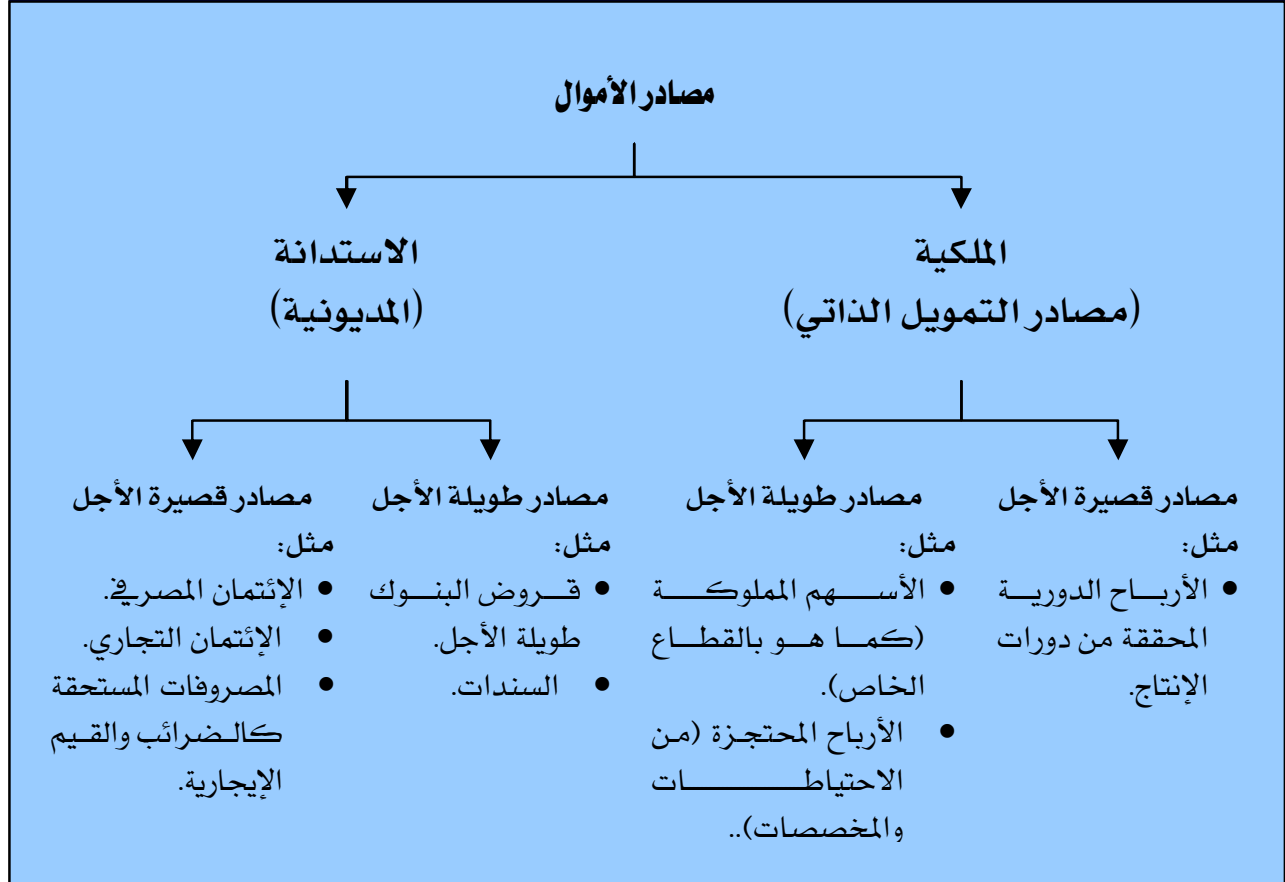 مصادر الأموال
الملكية
(مصادر التمويل الذاتي)
الاستدانة
(المديونية)
مصادر قصيرة الأجل
مثل:
• الأرباح الدورية
المحققة من دورات
الإنتاج.
مصادر طويلة الأجل
مثل:
• الأسهم المملوكة
(كما هو بالقطاع
الخاص).
• الأرباح المحتجزة (من
الاحتياطات
والمخصصات)..
مصادر طويلة الأجل
مثل:
• قروض البنوك
طويلة الأجل.
• السندات.
مصادر قصيرة الأجل
مثل:
• الإئتمان المصرفي.
• الإئتمان التجاري.
• المصروفات المستحقة
كالضرائب والقيم
الإيجارية.